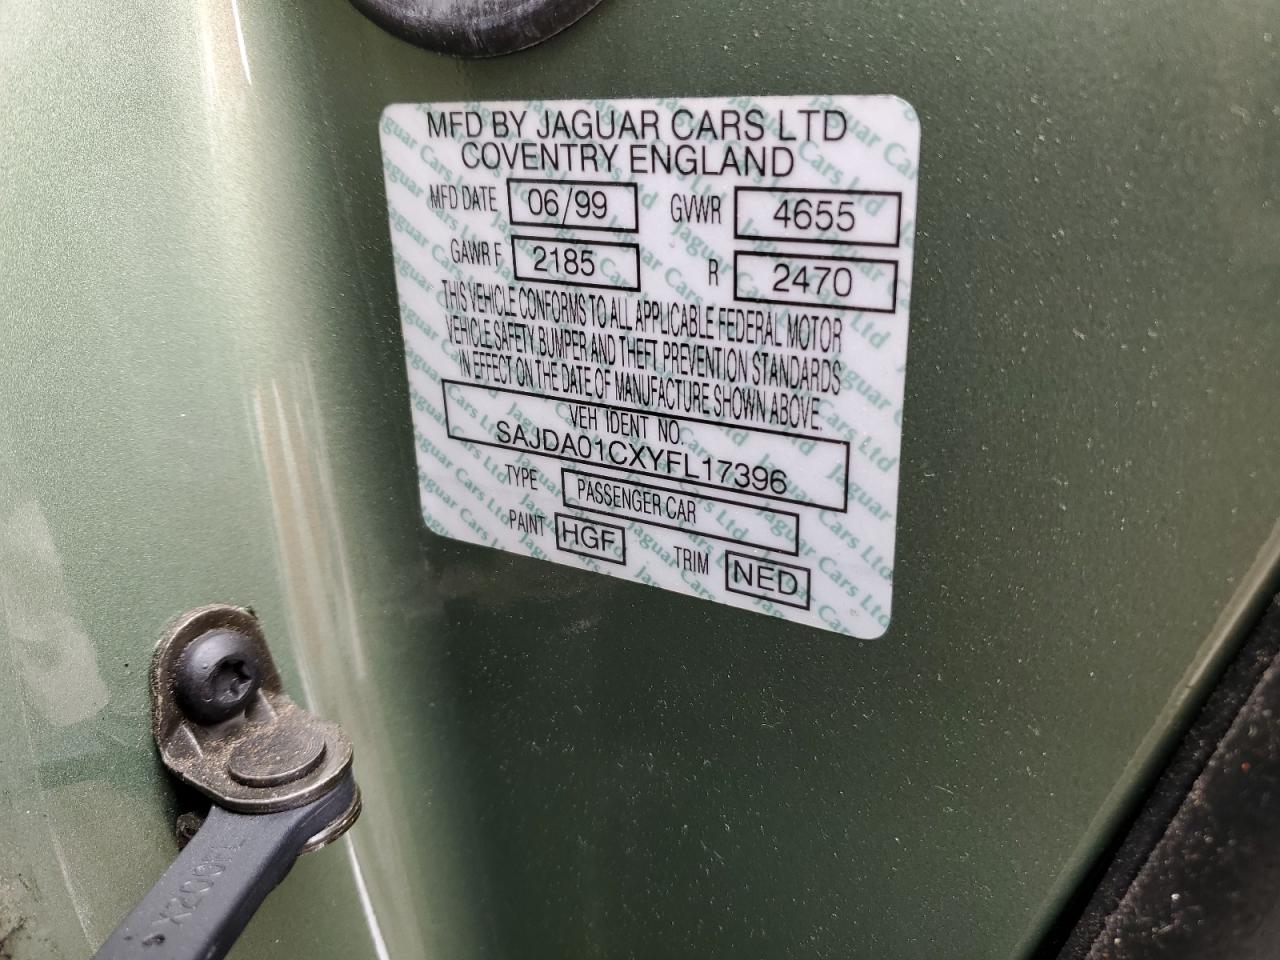 MFD BY JAGUAR CARS LTD
COVENTRY ENGLAND
MFD DATE 06/99 GVWR 4655
GAWR F 2185 R 2470
THIS VEHICLE CONFORMS TO ALL APPLICABLE FEDERAL MOTOR
VEHICLE SAFETY, BUMPER AND THEFT PREVENTION STANDARDS
IN EFFECT ON THE DATE OF MANUFACTURE SHOWN ABOVE.
VEH IDENT NO.
SAJDA01CXYFL17396
TYPE PASSENGER CAR
PAINT HGF TRIM NED